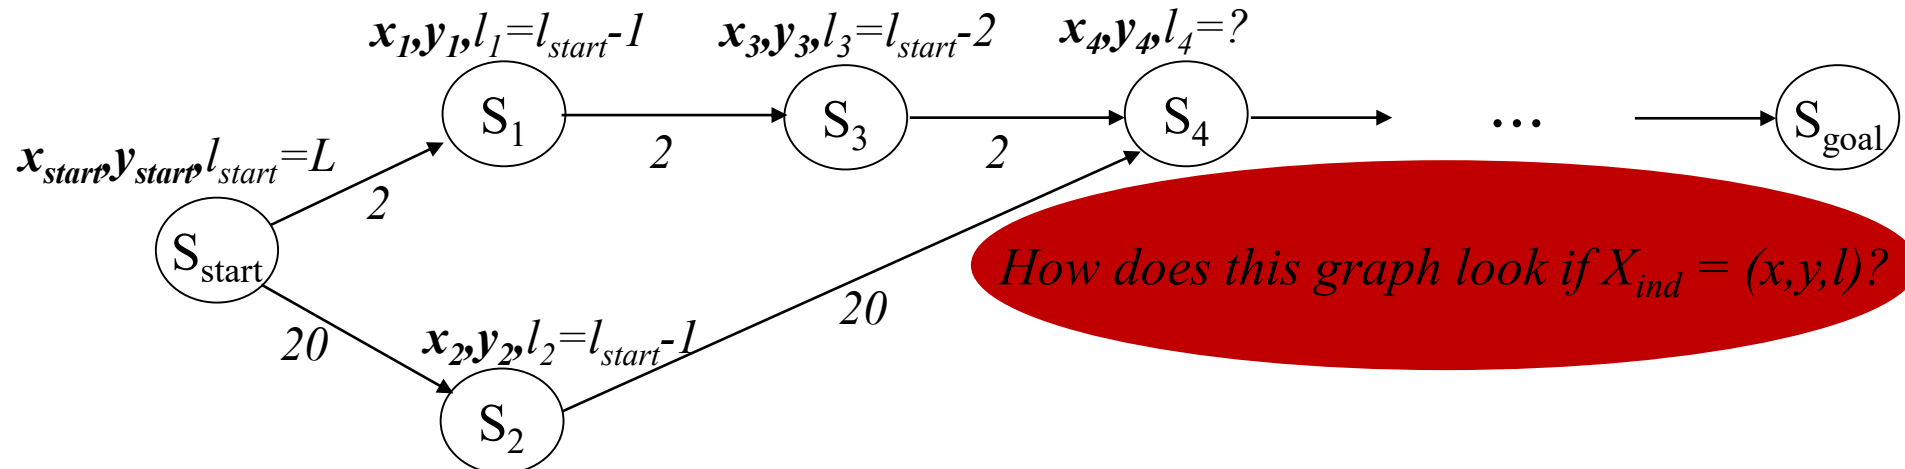 x1,y1,l1=lstart-1
x3,y3,l3=lstart-2
x4,y4,l4=?
S1
S3
S4
...
Sgoal
2
2
xstart,ystart,lstart=L
2
Sstart
How does this graph look if Xind = (x,y,l)?
20
20
x2,y2,l2=lstart-1
S2